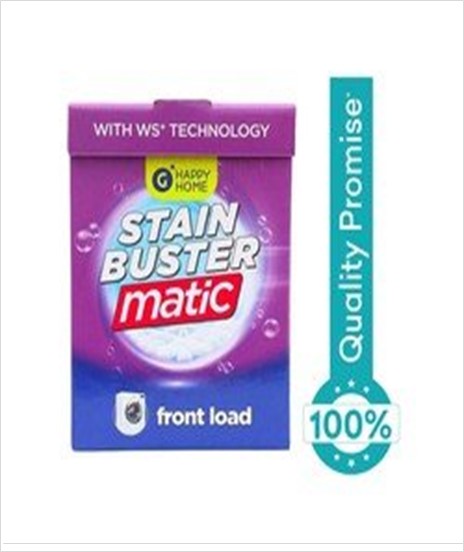 WITH WS* TECHNOLOGY
G
HAPPY
HOME
STAIN
BUSTER
matic
front load
Quality Promise*
100%